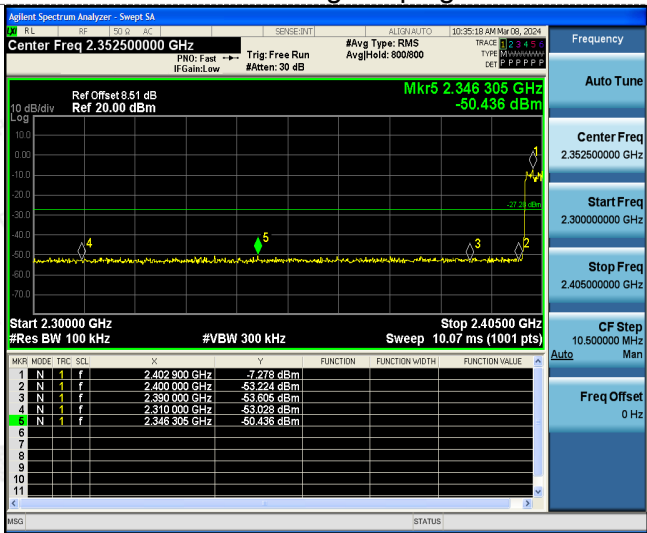 Agilent Spectrum Analyzer - Swept SA
RL RF 50 Ω AC SENSE:INT ALIGN AUTO 10:35:18 AM Mar 08, 2024
Center Freq 2.352500000 GHz #Avg Type: RMS TRACE 1 2 3 4 5 6
PNO: Fast Trig: Free Run Avg|Hold: 800/800 TYPE M
IFGain:Low #Atten: 30 dB DET P P P P P P
Mkr5 2.346 305 GHz
-50.436 dBm
Ref Offset 8.51 dB
10 dB/div Ref 20.00 dBm
Log
10.0
0.00
-10.0
-20.0
-30.0
-40.0
-50.0
-60.0
-70.0
1
-27.28 dBm
4
5
3
2
Start 2.30000 GHz Stop 2.40500 GHz
#Res BW 100 kHz #VBW 300 kHz Sweep 10.07 ms (1001 pts)
MKR MODE TRC SCL X Y FUNCTION FUNCTION WIDTH FUNCTION VALUE
1 N 1 f 2.402 900 GHz -7.278 dBm
2 N 1 f 2.400 000 GHz -53.224 dBm
3 N 1 f 2.390 000 GHz -53.605 dBm
4 N 1 f 2.310 000 GHz -53.028 dBm
5 N 1 f 2.346 305 GHz -50.436 dBm
6
7
8
9
10
11
MSG STATUS
Frequency
Auto Tune
Center Freq
2.352500000 GHz
Start Freq
2.300000000 GHz
Stop Freq
2.405000000 GHz
CF Step
10.500000 MHz
Auto Man
Freq Offset
0 Hz